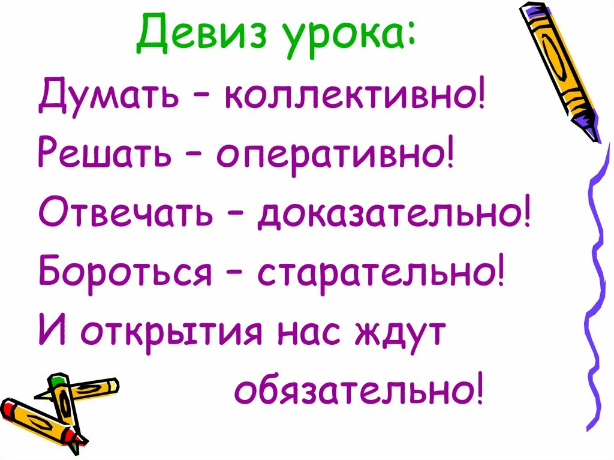 Девиз урока:
Думать – коллективно!
Решать – оперативно!
Отвечать – доказательно!
Бороться – старательно!
И открытия нас ждут
обязательно!